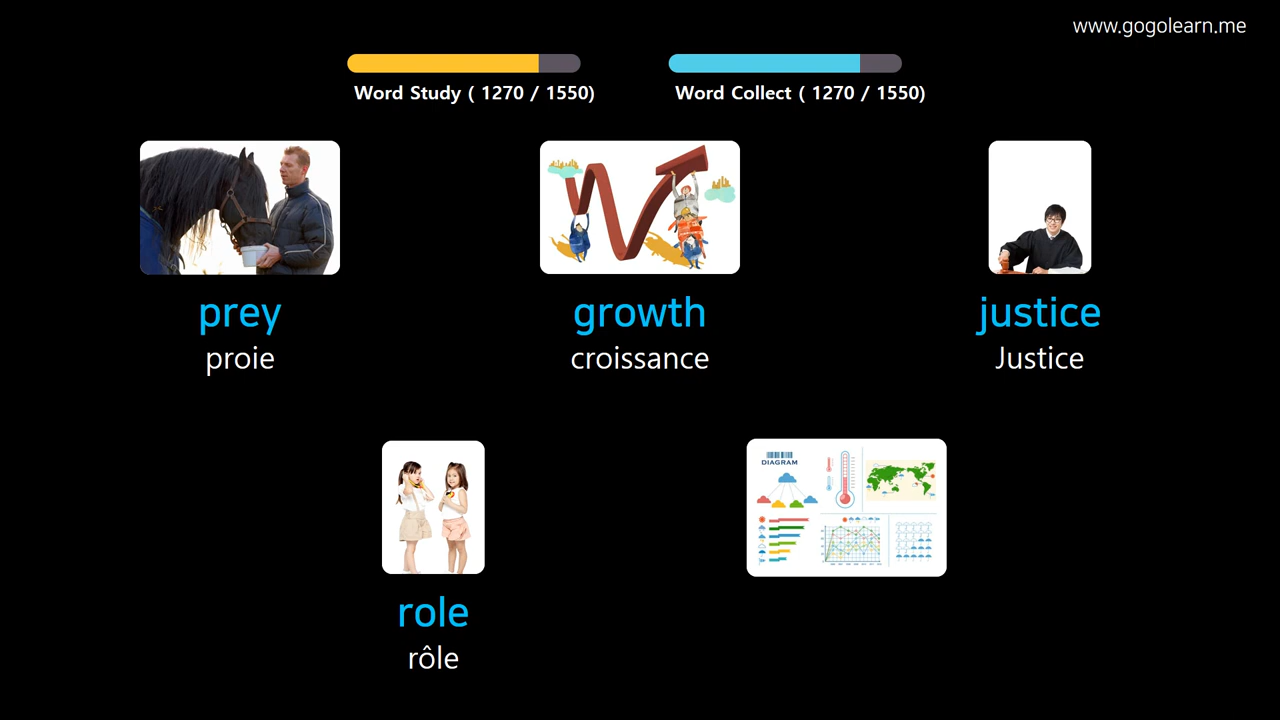 www.gogolearn.me
Word Study ( 1270 / 1550)
Word Collect ( 1270 / 1550)
prey
proie
growth
croissance
justice
Justice
role
rôle
DIAGRAM